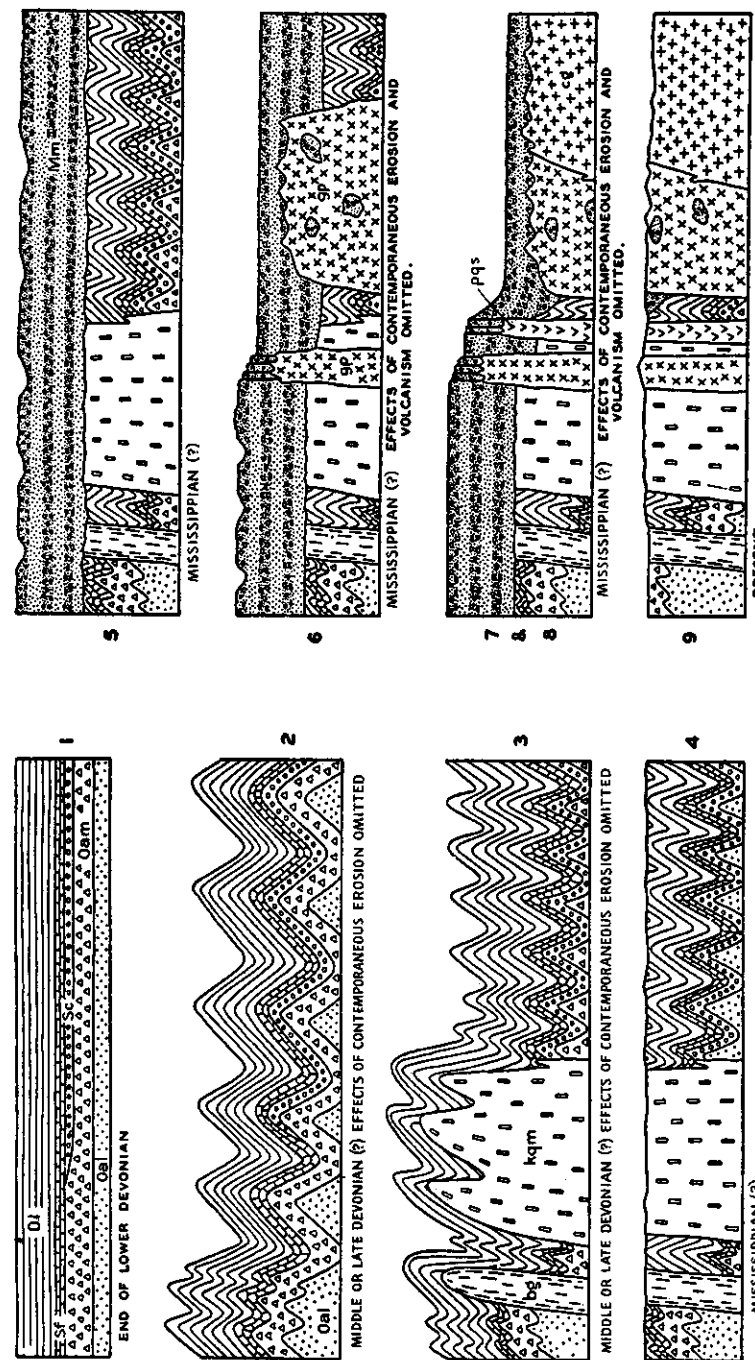 1
Dl
Sf
Sc
Oam
Oal
END OF LOWER DEVONIAN
2
Oal
MIDDLE OR LATE DEVONIAN (?) EFFECTS OF CONTEMPORANEOUS EROSION OMITTED
3
bs
kqm
MIDDLE OR LATE DEVONIAN (?) EFFECTS OF CONTEMPORANEOUS EROSION OMITTED
4
MISSISSIPPIAN (?)
5
Mm
MISSISSIPPIAN (?)
6
gp
gp
MISSISSIPPIAN (?) EFFECTS OF CONTEMPORANEOUS EROSION AND
VOLCANISM OMITTED.
7
&
8
pqs
cg
MISSISSIPPIAN (?) EFFECTS OF CONTEMPORANEOUS EROSION AND
VOLCANISM OMITTED.
9